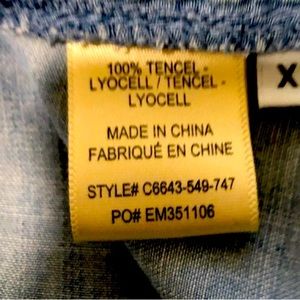 100% TENCEL -
LYOCELL / TENCEL -
LYOCELL
MADE IN CHINA
FABRIQUÉ EN CHINE
STYLE# C6643-549-747
PO# EM351106
X